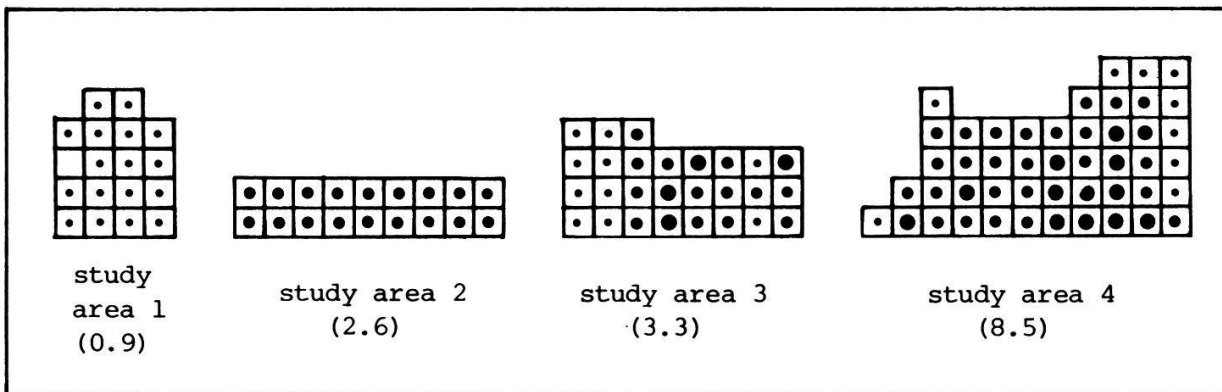 study
area 1
(0.9)
study area 2
(2.6)
study area 3
(3.3)
study area 4
(8.5)